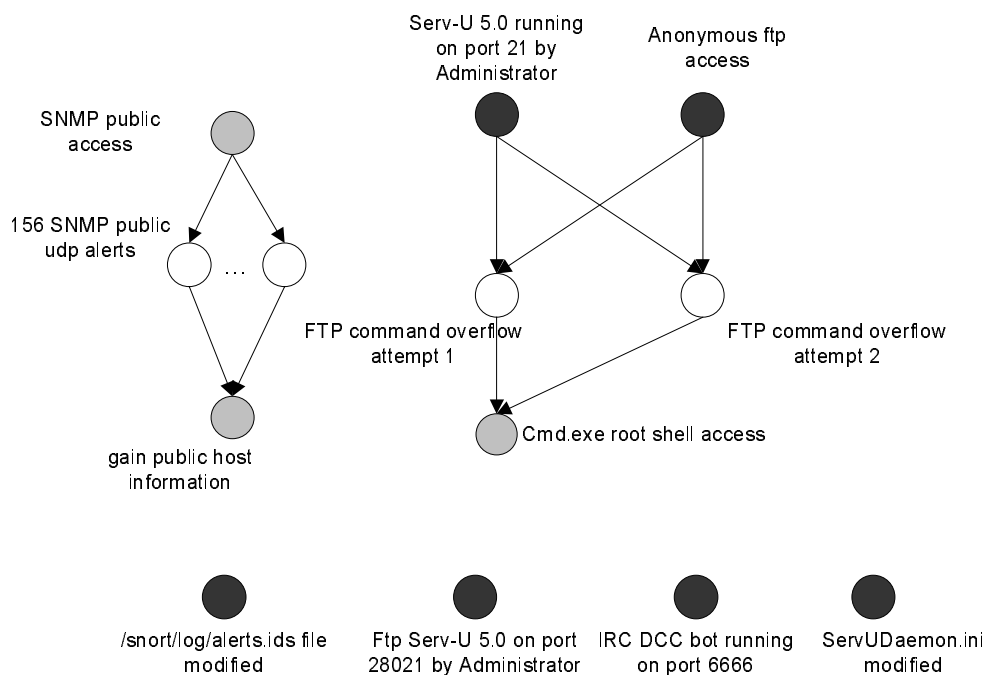 Serv-U 5.0 running
on port 21 by
Administrator
Anonymous ftp
access
SNMP public
access
156 SNMP public
udp alerts
...
FTP command overflow
attempt 1
FTP command overflow
attempt 2
Cmd.exe root shell access
gain public host
information
/snort/log/alerts.ids file
modified
Ftp Serv-U 5.0 on port
28021 by Administrator
IRC DCC bot running
on port 6666
ServUDaemon.ini
modified